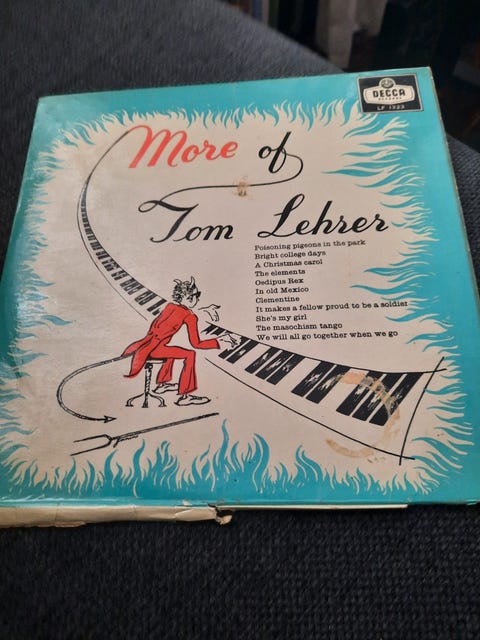 DECCA
RECORDS
LF 1323
More of
Tom Lehrer
Poisoning pigeons in the park
Bright college days
A Christmas carol
The elements
Oedipus Rex
In old Mexico
Clementine
It makes a fellow proud to be a soldier
She's my girl
The masochism tango
We will all go together when we go